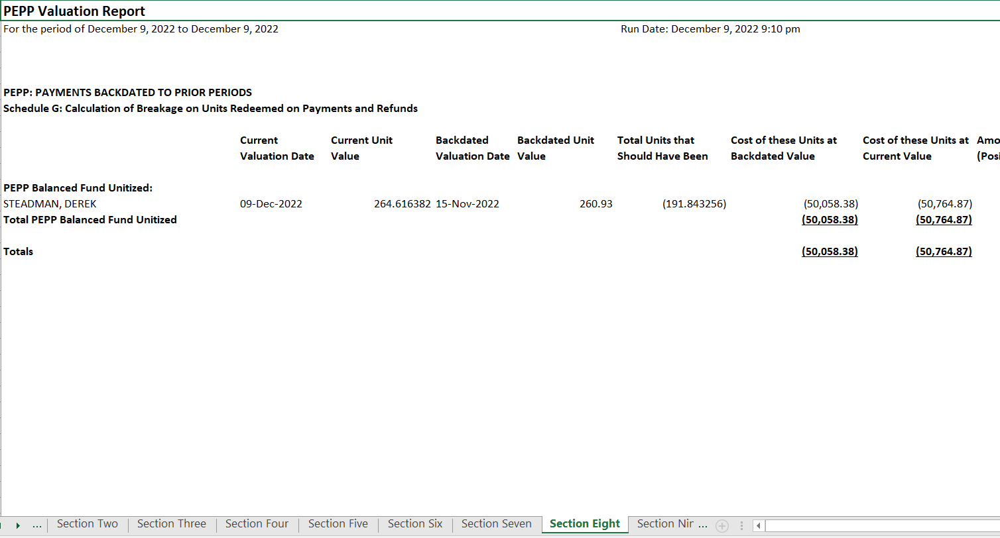 PEPP Valuation Report
For the period of December 9, 2022 to December 9, 2022 Run Date: December 9, 2022 9:10 pm
PEPP: PAYMENTS BACKDATED TO PRIOR PERIODS
Schedule G: Calculation of Breakage on Units Redeemed on Payments and Refunds
Current Current Unit Backdated Backdated Unit Total Units that Cost of these Units at Cost of these Units at Amo
Valuation Date Value Valuation Date Value Should Have Been Backdated Value Current Value (Posi
PEPP Balanced Fund Unitized:
STEADMAN, DEREK 09-Dec-2022 264.616382 15-Nov-2022 260.93 (191.843256) (50,058.38) (50,764.87)
Total PEPP Balanced Fund Unitized (50,058.38) (50,764.87)
Totals (50,058.38) (50,764.87)
... Section Two Section Three Section Four Section Five Section Six Section Seven Section Eight Section Nir ...